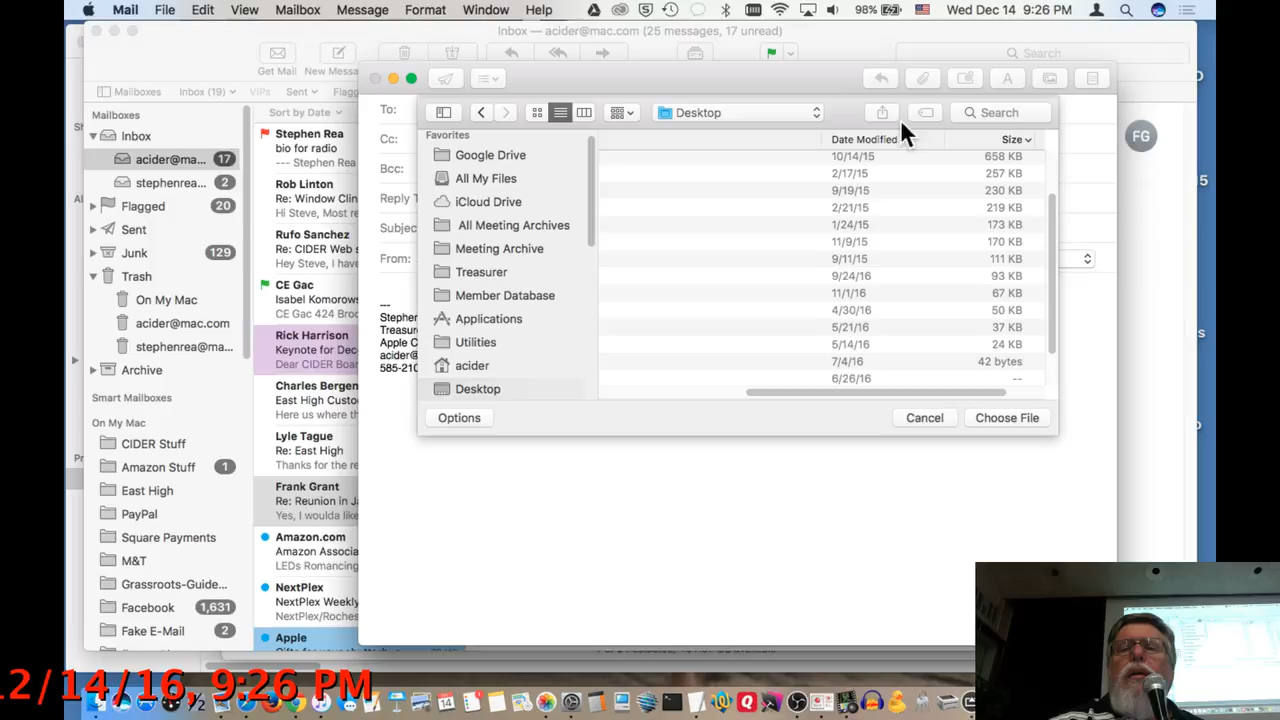 Mail File Edit View Mailbox Message Format Window Help 98% Wed Dec 14 9:26 PM
box — acider@mac.com (25 messages, 17 unread)
Get Mail New Messa
Search
Mailboxes Inbox (19) VIPs Sent Flagg
Mailboxes
Inbox
acider@ma... 17
stephenrea... 2
Flagged 20
Sent
Junk 129
Trash
On My Mac
acider@mac.com
stephenrea@ma...
Archive
Smart Mailboxes
On My Mac
CIDER Stuff
Amazon Stuff 1
East High
PayPal
Square Payments
M&T
Grassroots-Guide...
Facebook 1,631
Fake E-Mail 2
Sort by Date
Stephen Rea
bio for radio
--- Stephen Rea
Rob Linton
Re: Window Clin
Hi Steve, Most re
Rufo Sanchez
Re: CIDER Web s
Hey Steve, I have
CE Gac
Isabel Komorows
CE Gac 424 Broc
Rick Harrison
Keynote for Dec
Dear CIDER Boar
Charles Bergen
East High Custo
Here us where th
Lyle Tague
Re: East High
Thanks for the re
Frank Grant
Re: Reunion in Ja
Yes, I woulda like
Amazon.com
Amazon Associa
LEDs Romancing
NextPlex
NextPlex Weekly
NextPlex/Roches
Apple
To:
Cc:
Bcc:
Reply T
Subjec
From:
---
Stephen
Treasur
Apple C
acider@
585-210
FG
Desktop
Search
Favorites
Google Drive
All My Files
iCloud Drive
All Meeting Archives
Meeting Archive
Treasurer
Member Database
Applications
Utilities
acider
Desktop
Date Modified Size
10/14/15 658 KB
2/17/15 257 KB
9/19/15 230 KB
2/21/15 219 KB
1/24/15 173 KB
11/9/15 170 KB
9/11/15 111 KB
9/24/16 93 KB
11/1/16 67 KB
4/30/16 50 KB
5/21/16 37 KB
5/14/16 24 KB
7/4/16 42 bytes
6/26/16 --
Options Cancel Choose File
2/14/16, 9:26 PM